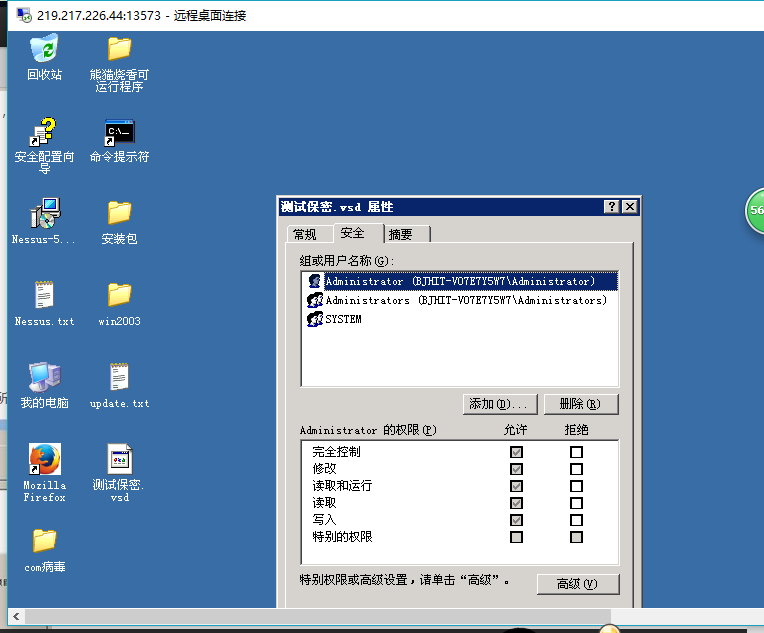 219.217.226.44:13573 - 远程桌面连接
回收站
熊猫烧香可
运行程序
安全配置向
导
命令提示符
Nessus-5...
安装包
Nessus.txt
win2003
我的电脑
update.txt
Mozilla
Firefox
测试保密.
vsd
com病毒
测试保密.vsd 属性
常规
安全
摘要
组或用户名称(G):
Administrator (BJHIT-VO7E7Y5W7\Administrator)
Administrators (BJHIT-VO7E7Y5W7\Administrators)
SYSTEM
添加(D)...
删除(R)
Administrator 的权限(P)
允许
拒绝
完全控制
修改
读取和运行
读取
写入
特别的权限
特别权限或高级设置，请单击“高级”。
高级(V)
56